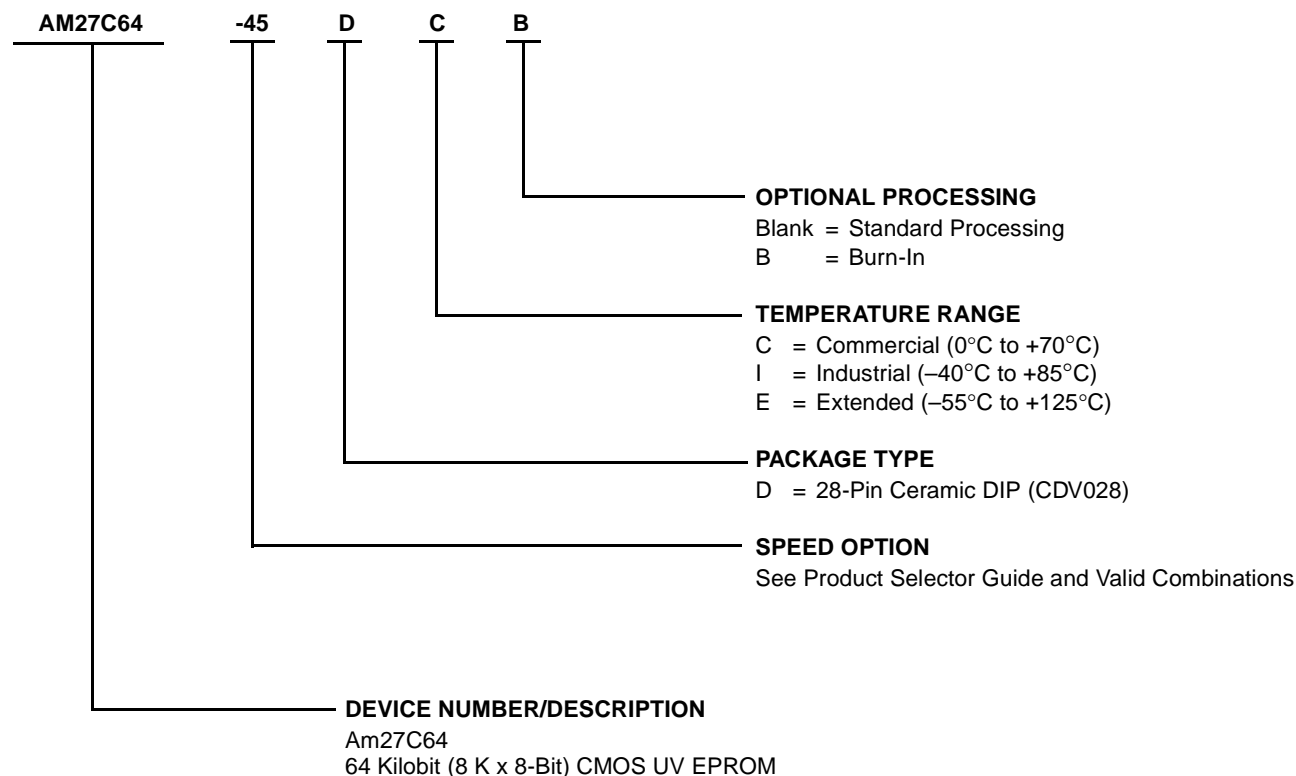 AM27C64 -45 D C B
OPTIONAL PROCESSING
Blank = Standard Processing
B = Burn-In
TEMPERATURE RANGE
C = Commercial (0°C to +70°C)
I = Industrial (–40°C to +85°C)
E = Extended (–55°C to +125°C)
PACKAGE TYPE
D = 28-Pin Ceramic DIP (CDV028)
SPEED OPTION
See Product Selector Guide and Valid Combinations
DEVICE NUMBER/DESCRIPTION
Am27C64
64 Kilobit (8 K x 8-Bit) CMOS UV EPROM